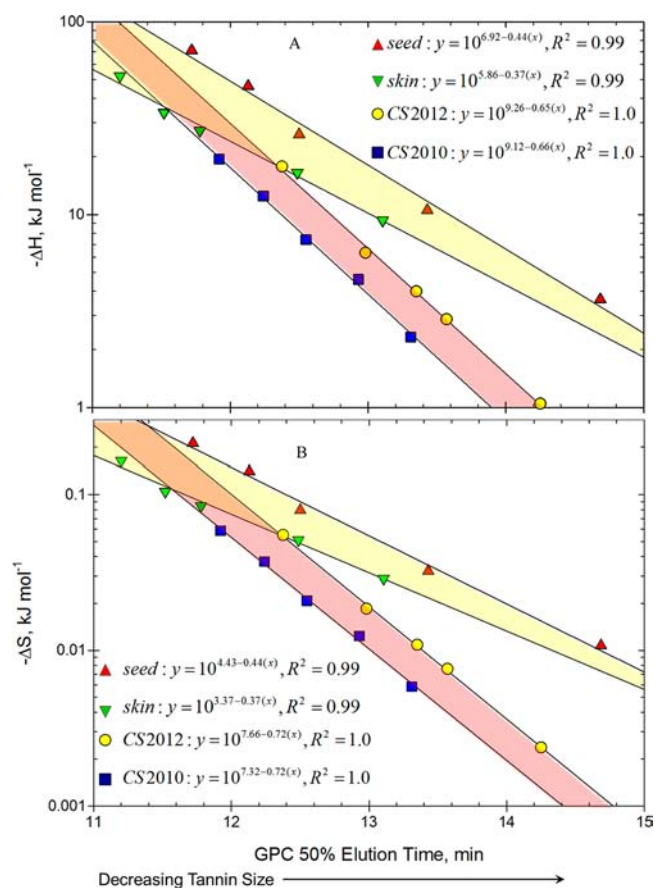 100
A
seed : y = 10^{6.92−0.44(x)}, R² = 0.99
skin : y = 10^{5.86−0.37(x)}, R² = 0.99
CS2012 : y = 10^{9.26−0.65(x)}, R² = 1.0
CS2010 : y = 10^{9.12−0.66(x)}, R² = 1.0
-ΔH, kJ mol⁻¹
10
1
11 12 13 14 15
B
0.1
-ΔS, kJ mol⁻¹
0.01
seed : y = 10^{4.43−0.44(x)}, R² = 0.99
skin : y = 10^{3.37−0.37(x)}, R² = 0.99
CS2012 : y = 10^{7.66−0.72(x)}, R² = 1.0
CS2010 : y = 10^{7.32−0.72(x)}, R² = 1.0
0.001
11 12 13 14 15
GPC 50% Elution Time, min
Decreasing Tannin Size